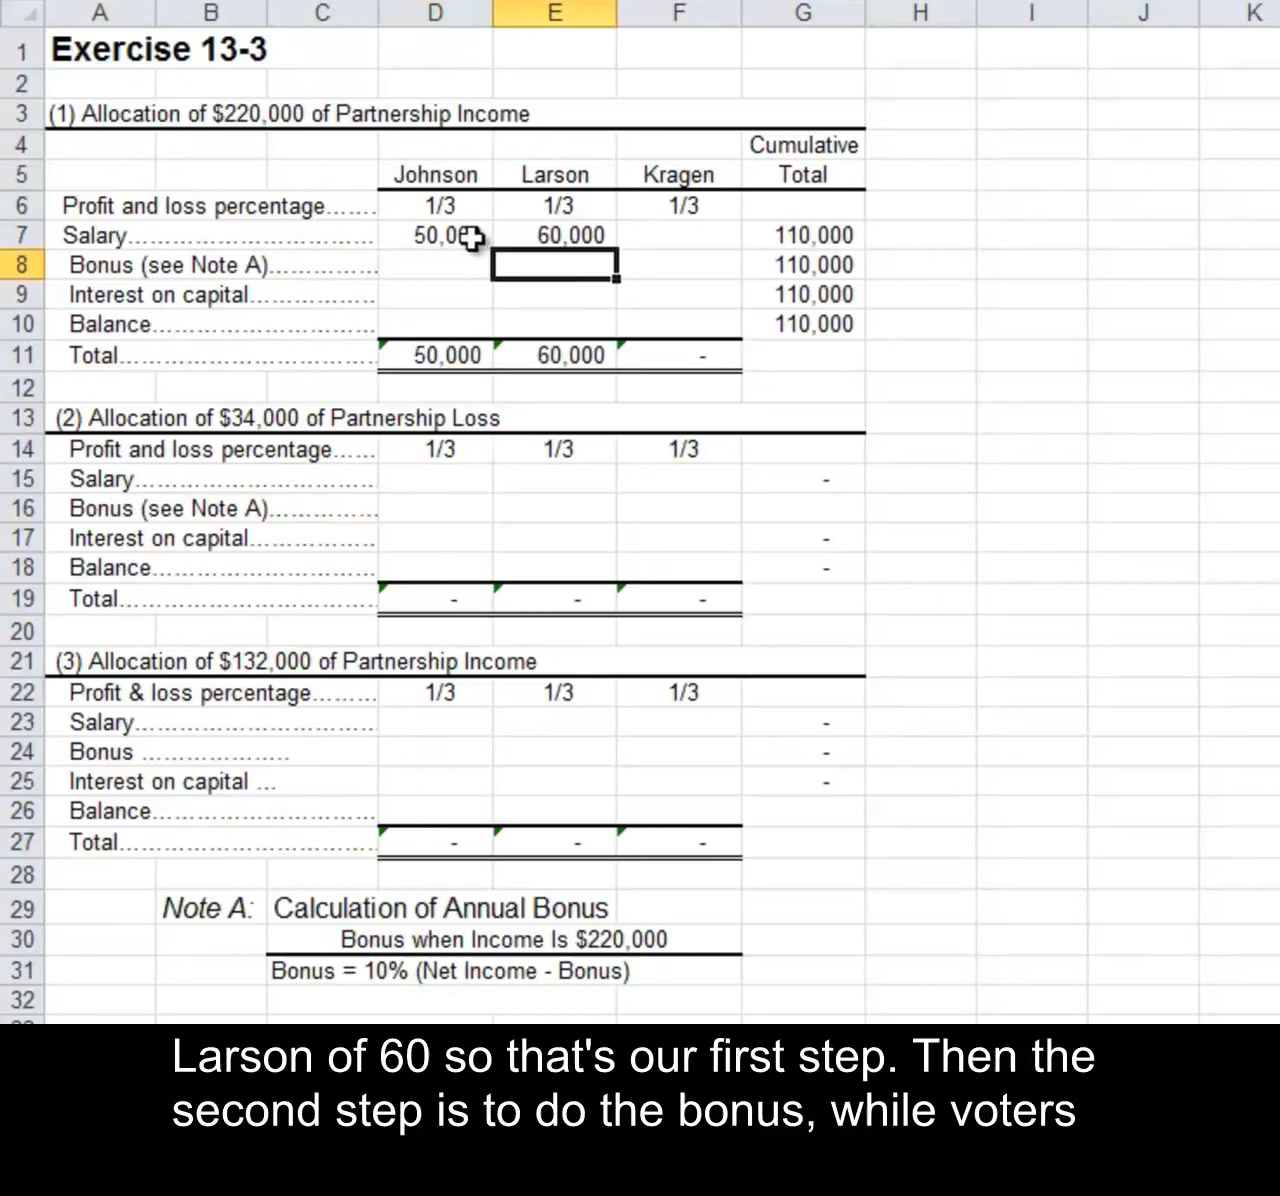 A B C D E F G H I J K
1 Exercise 13-3
2
3 (1) Allocation of $220,000 of Partnership Income
4 Cumulative
5 Johnson Larson Kragen Total
6 Profit and loss percentage....... 1/3 1/3 1/3
7 Salary................................. 50,0 60,000 110,000
8 Bonus (see Note A)............... 110,000
9 Interest on capital................. 110,000
10 Balance.............................. 110,000
11 Total.................................. 50,000 60,000 -
12
13 (2) Allocation of $34,000 of Partnership Loss
14 Profit and loss percentage...... 1/3 1/3 1/3
15 Salary................................. -
16 Bonus (see Note A)...............
17 Interest on capital................. -
18 Balance.............................. -
19 Total.................................. - - -
20
21 (3) Allocation of $132,000 of Partnership Income
22 Profit & loss percentage......... 1/3 1/3 1/3
23 Salary................................. -
24 Bonus .................... -
25 Interest on capital ... -
26 Balance..............................
27 Total.................................. - - -
28
29 Note A: Calculation of Annual Bonus
30 Bonus when Income Is $220,000
31 Bonus = 10% (Net Income - Bonus)
32
Larson of 60 so that's our first step. Then the
second step is to do the bonus, while voters